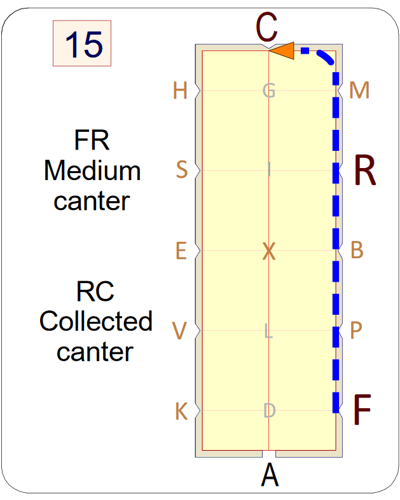 15
C
H G M
FR
Medium
canter
S I R
E X B
RC
Collected
canter
V L P
K D F
A